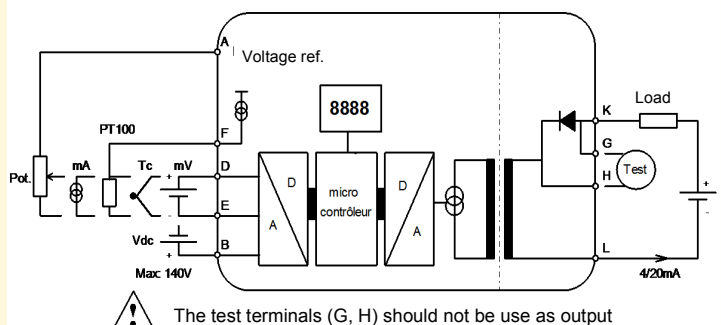 A
Voltage ref.
8888
K
Load
PT100
F
G
Test
mA
Tc
mV
+
D
D
D
H
Pot.
micro
contrôleur
+
-
-
E
A
A
Vdc
-
+
B
L
Max: 140V
4/20mA
! The test terminals (G, H) should not be use as output